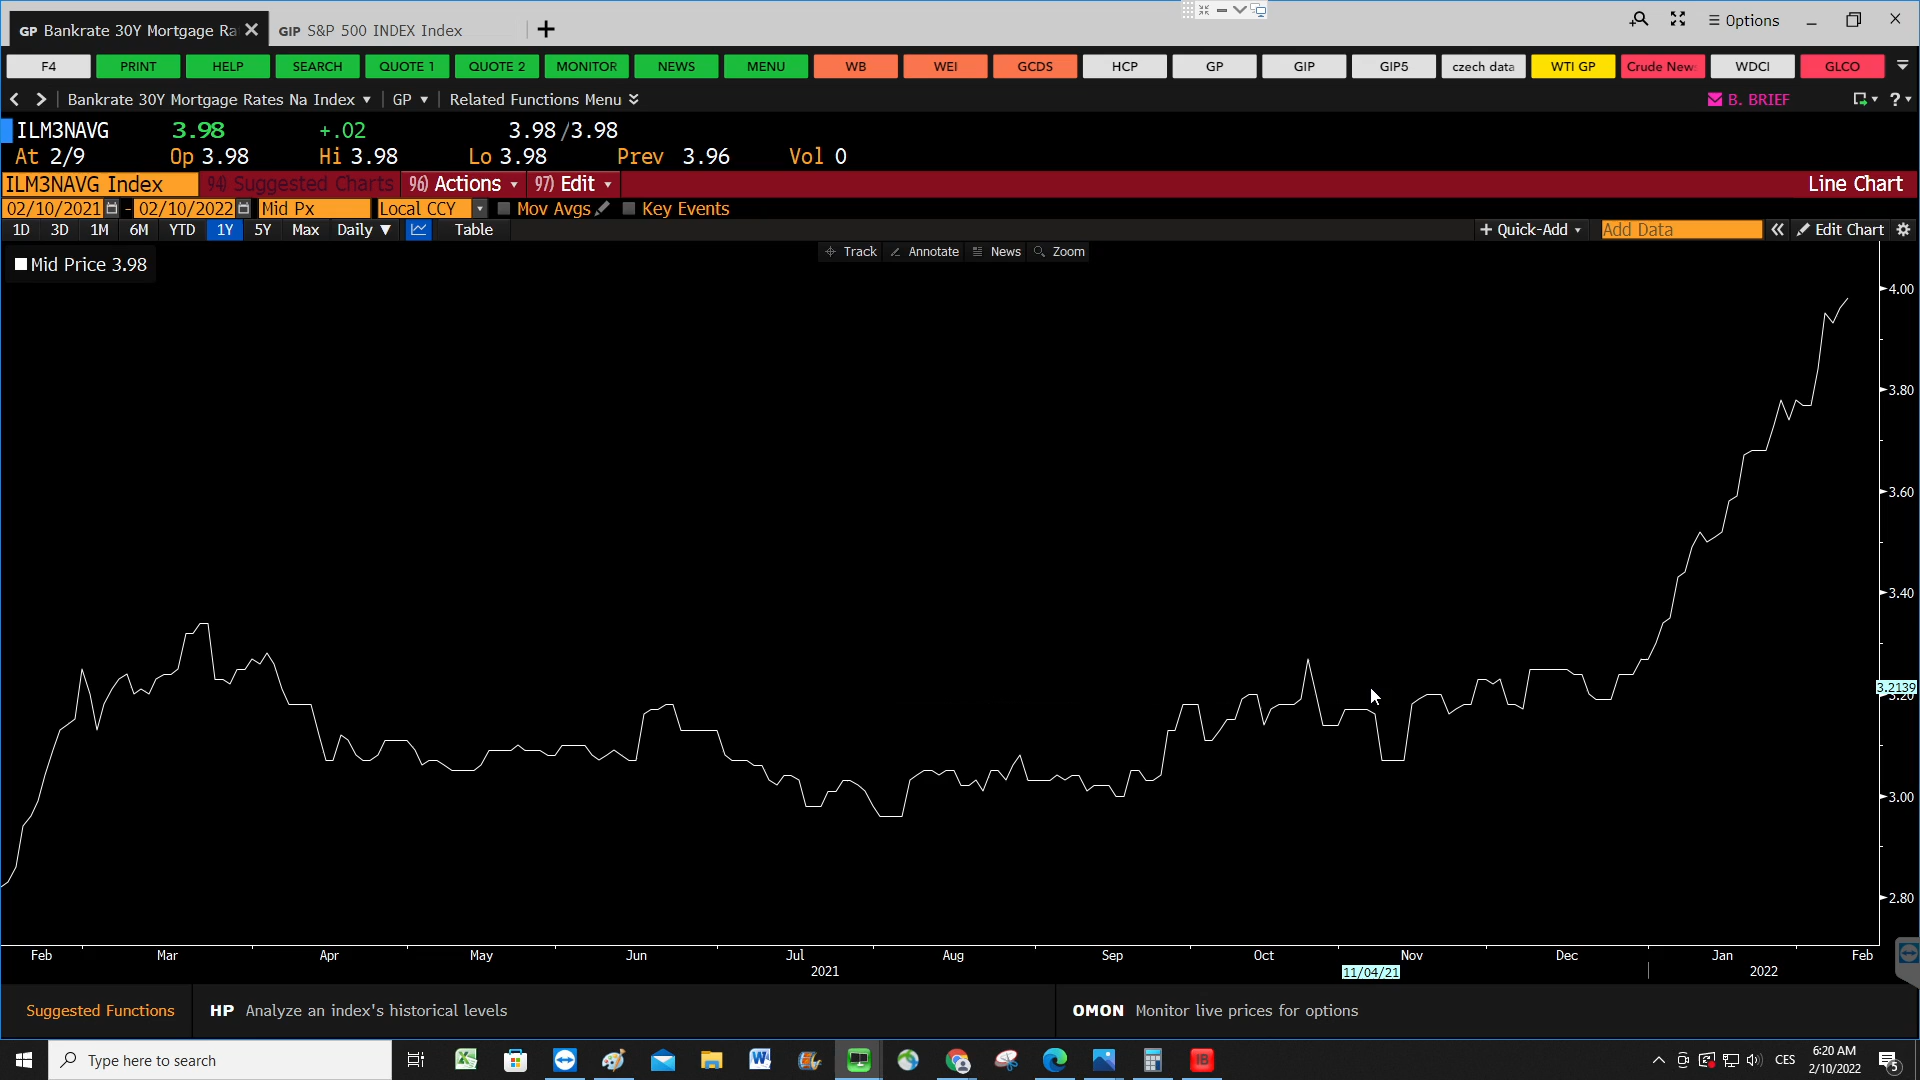 GP Bankrate 30Y Mortgage Ra GIP S&P 500 INDEX Index Options
F4 PRINT HELP SEARCH QUOTE 1 QUOTE 2 MONITOR NEWS MENU WB WEI GCDS HCP GP GIP GIP5 czech data WTI GP Crude New WDCI GLCO
Bankrate 30Y Mortgage Rates Na Index GP Related Functions Menu B. BRIEF ?
ILM3NAVG 3.98 +.02 3.98 /3.98
At 2/9 Op 3.98 Hi 3.98 Lo 3.98 Prev 3.96 Vol 0
ILM3NAVG Index 94) Suggested Charts 96) Actions 97) Edit Line Chart
02/10/2021 - 02/10/2022 Mid Px Local CCY Mov Avgs Key Events
1D 3D 1M 6M YTD 1Y 5Y Max Daily Table + Quick-Add Add Data Edit Chart
Track Annotate News Zoom
Mid Price 3.98
4.00
3.80
3.60
3.40
3.2139
3.20
3.00
2.80
Feb Mar Apr May Jun Jul Aug Sep Oct Nov Dec Jan Feb
2021 11/04/21 2022
Suggested Functions HP Analyze an index's historical levels OMON Monitor live prices for options
Type here to search CES 6:20 AM
2/10/2022 5
IB